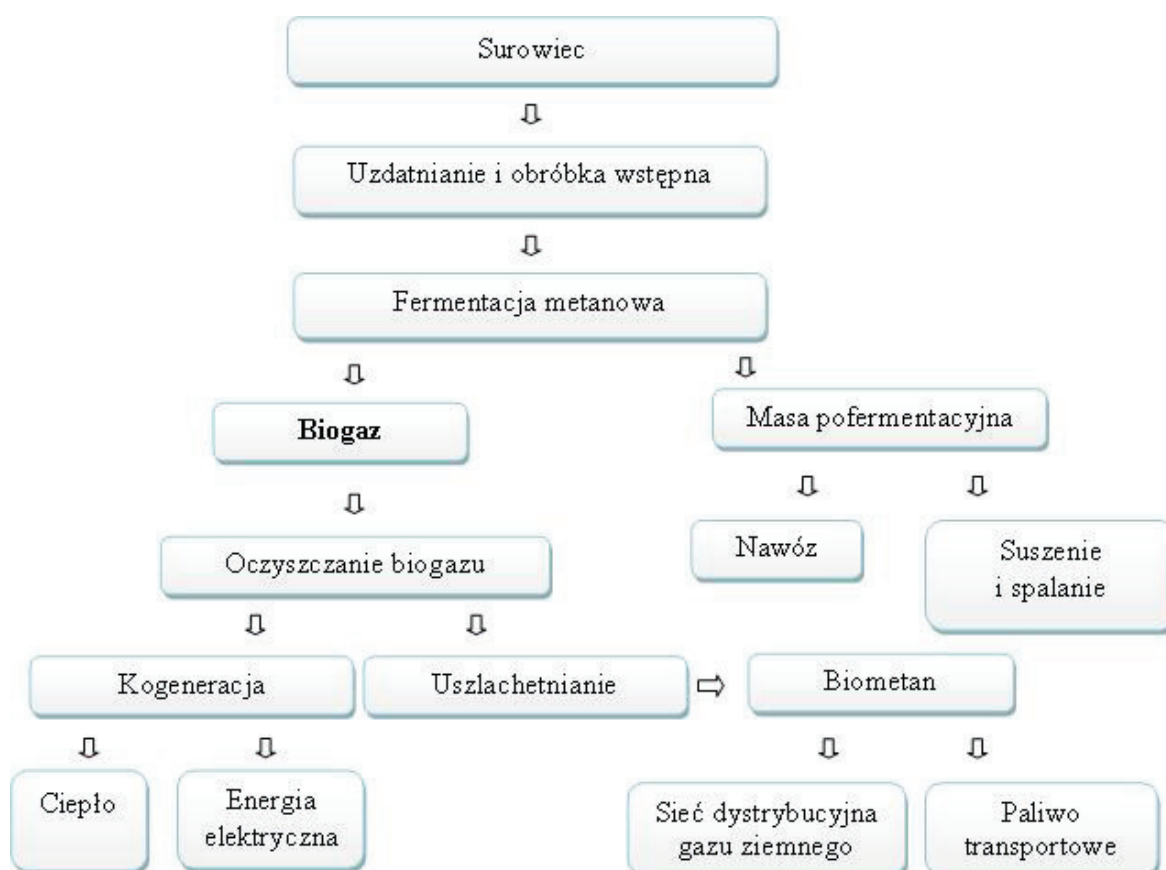 Surowiec
Uzdatnianie i obróbka wstępna
Fermentacja metanowa
Biogaz
Masa pofermentacyjna
Oczyszczanie biogazu
Nawóz
Suszenie
i spalanie
Kogeneracja
Uszlachetnianie
Biometan
Ciepło
Energia
elektryczna
Sieć dystrybucyjna
gazu ziemnego
Paliwo
transportowe